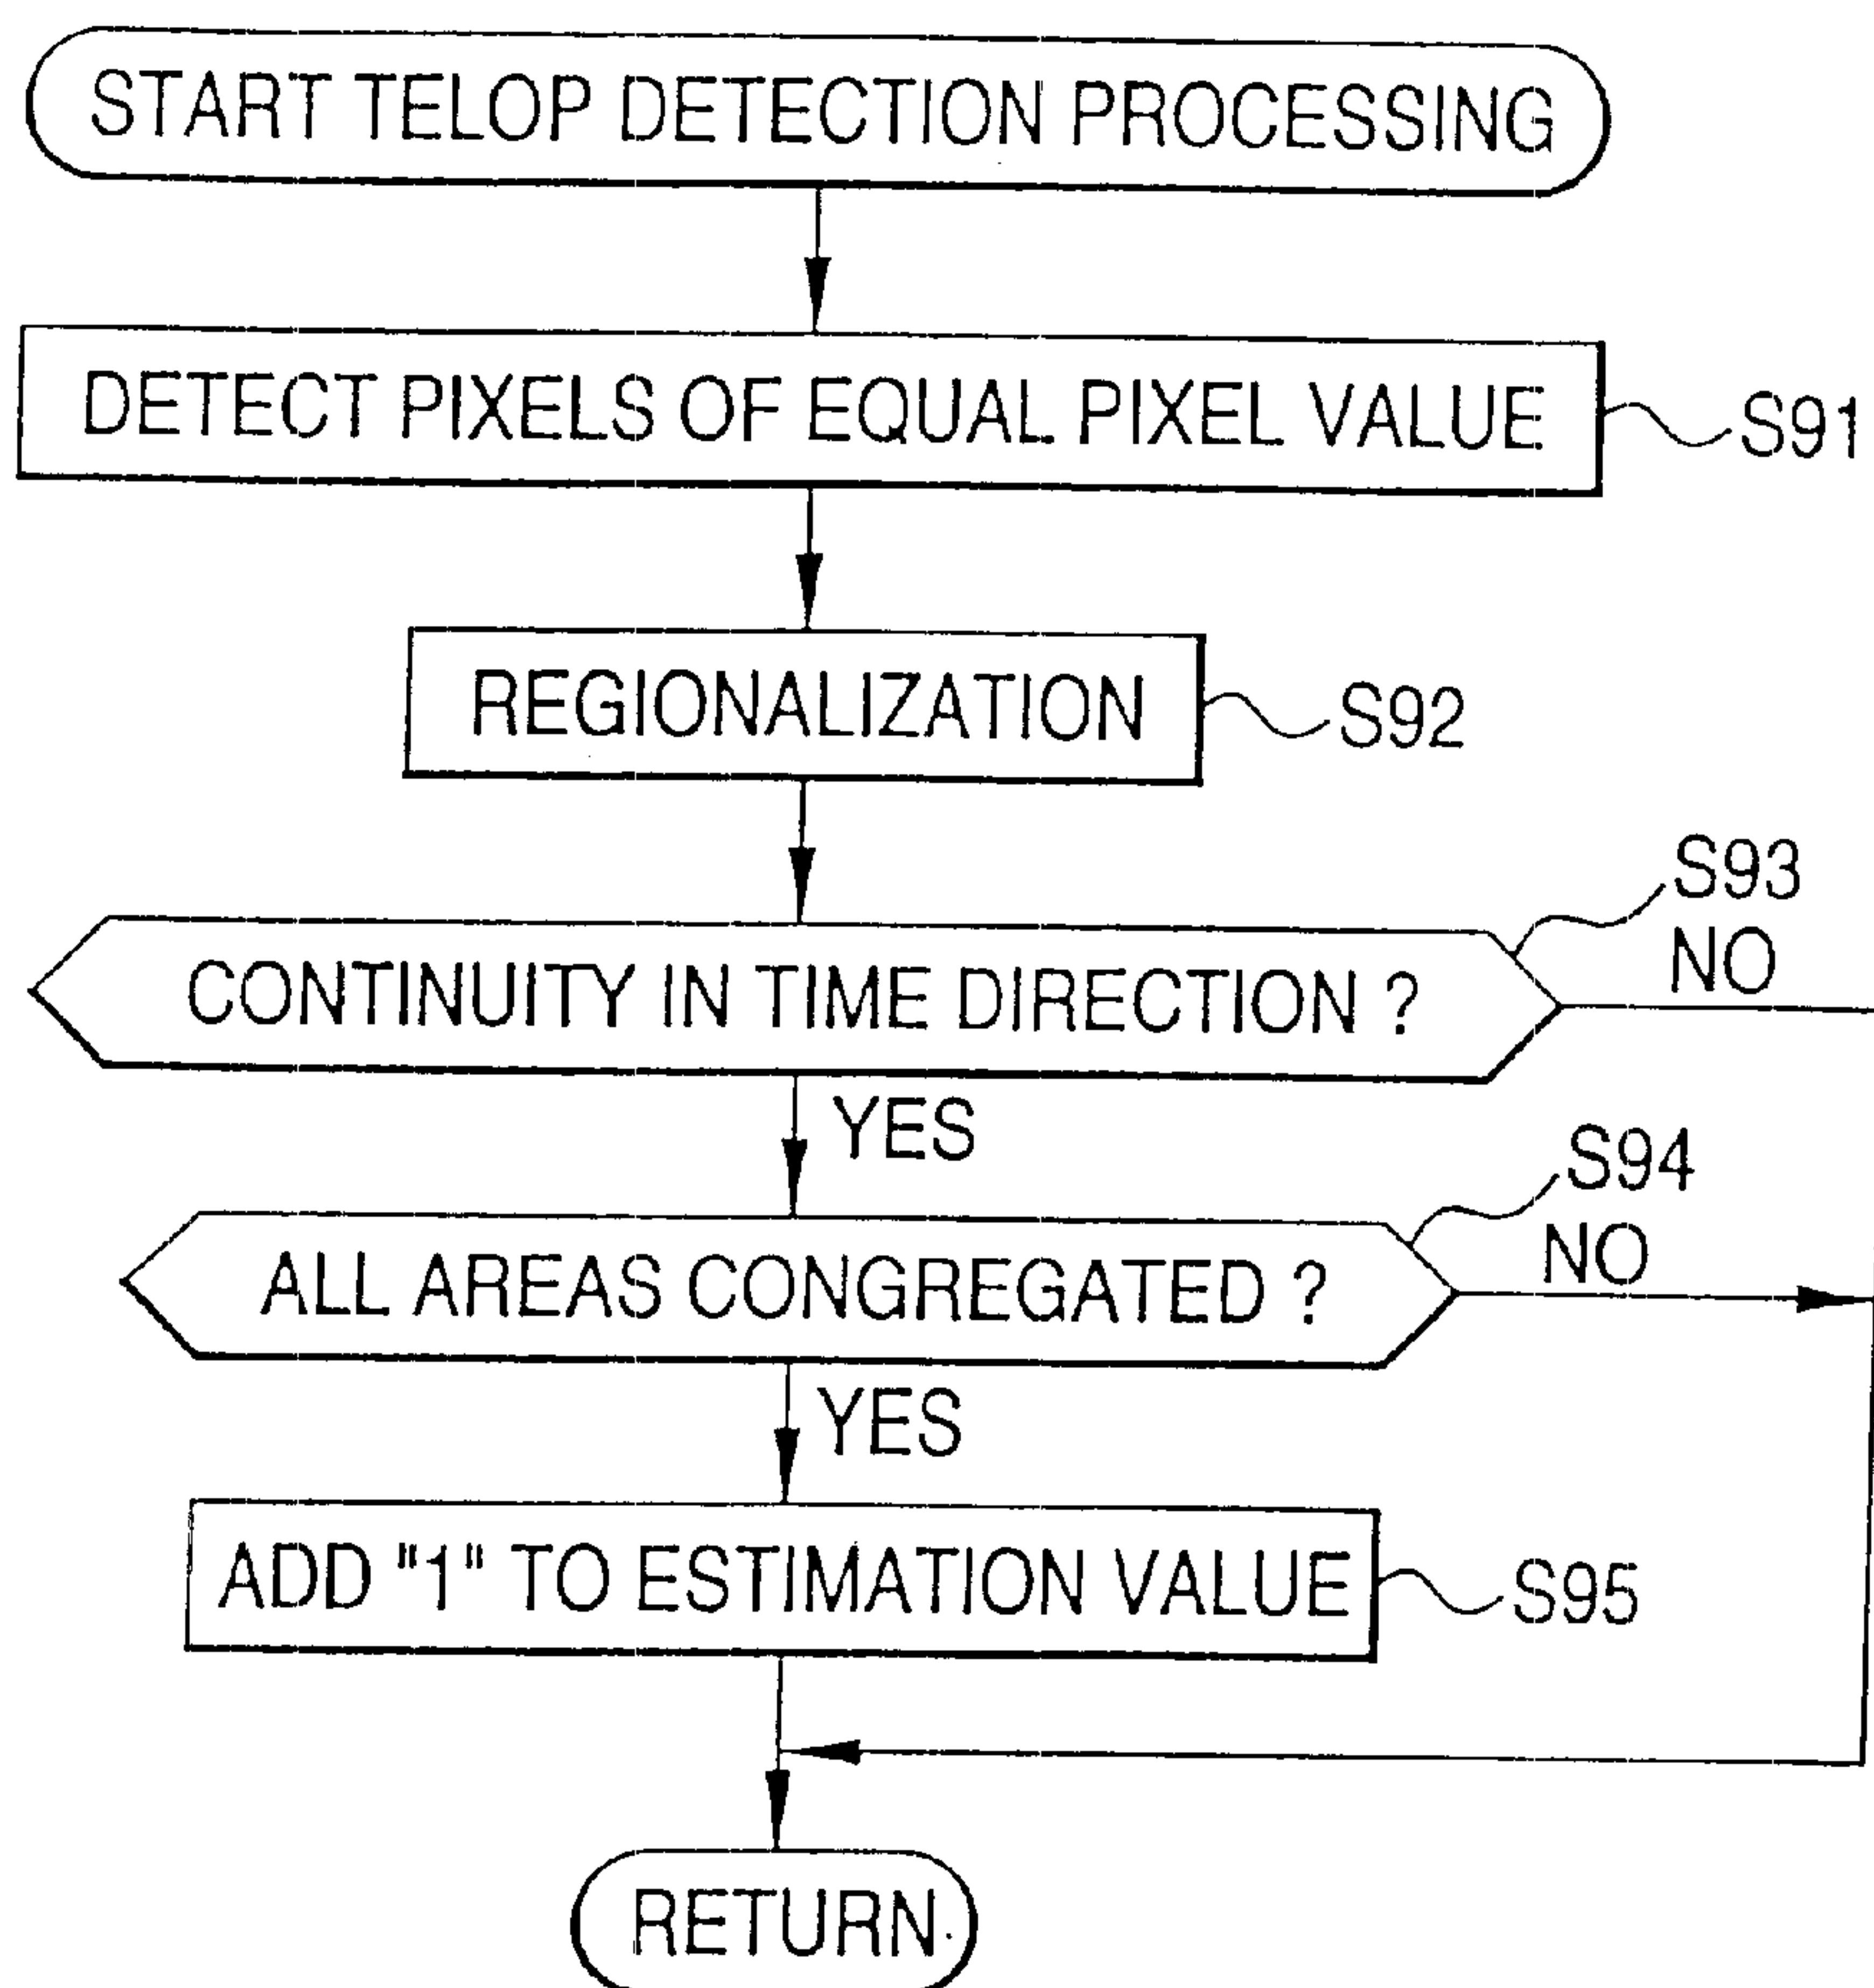 START TELOP DETECTION PROCESSING
DETECT PIXELS OF EQUAL PIXEL VALUE
S91
REGIONALIZATION
S92
S93
CONTINUITY IN TIME DIRECTION ?
NO
YES
S94
ALL AREAS CONGREGATED ?
NO
YES
ADD "1" TO ESTIMATION VALUE
S95
RETURN